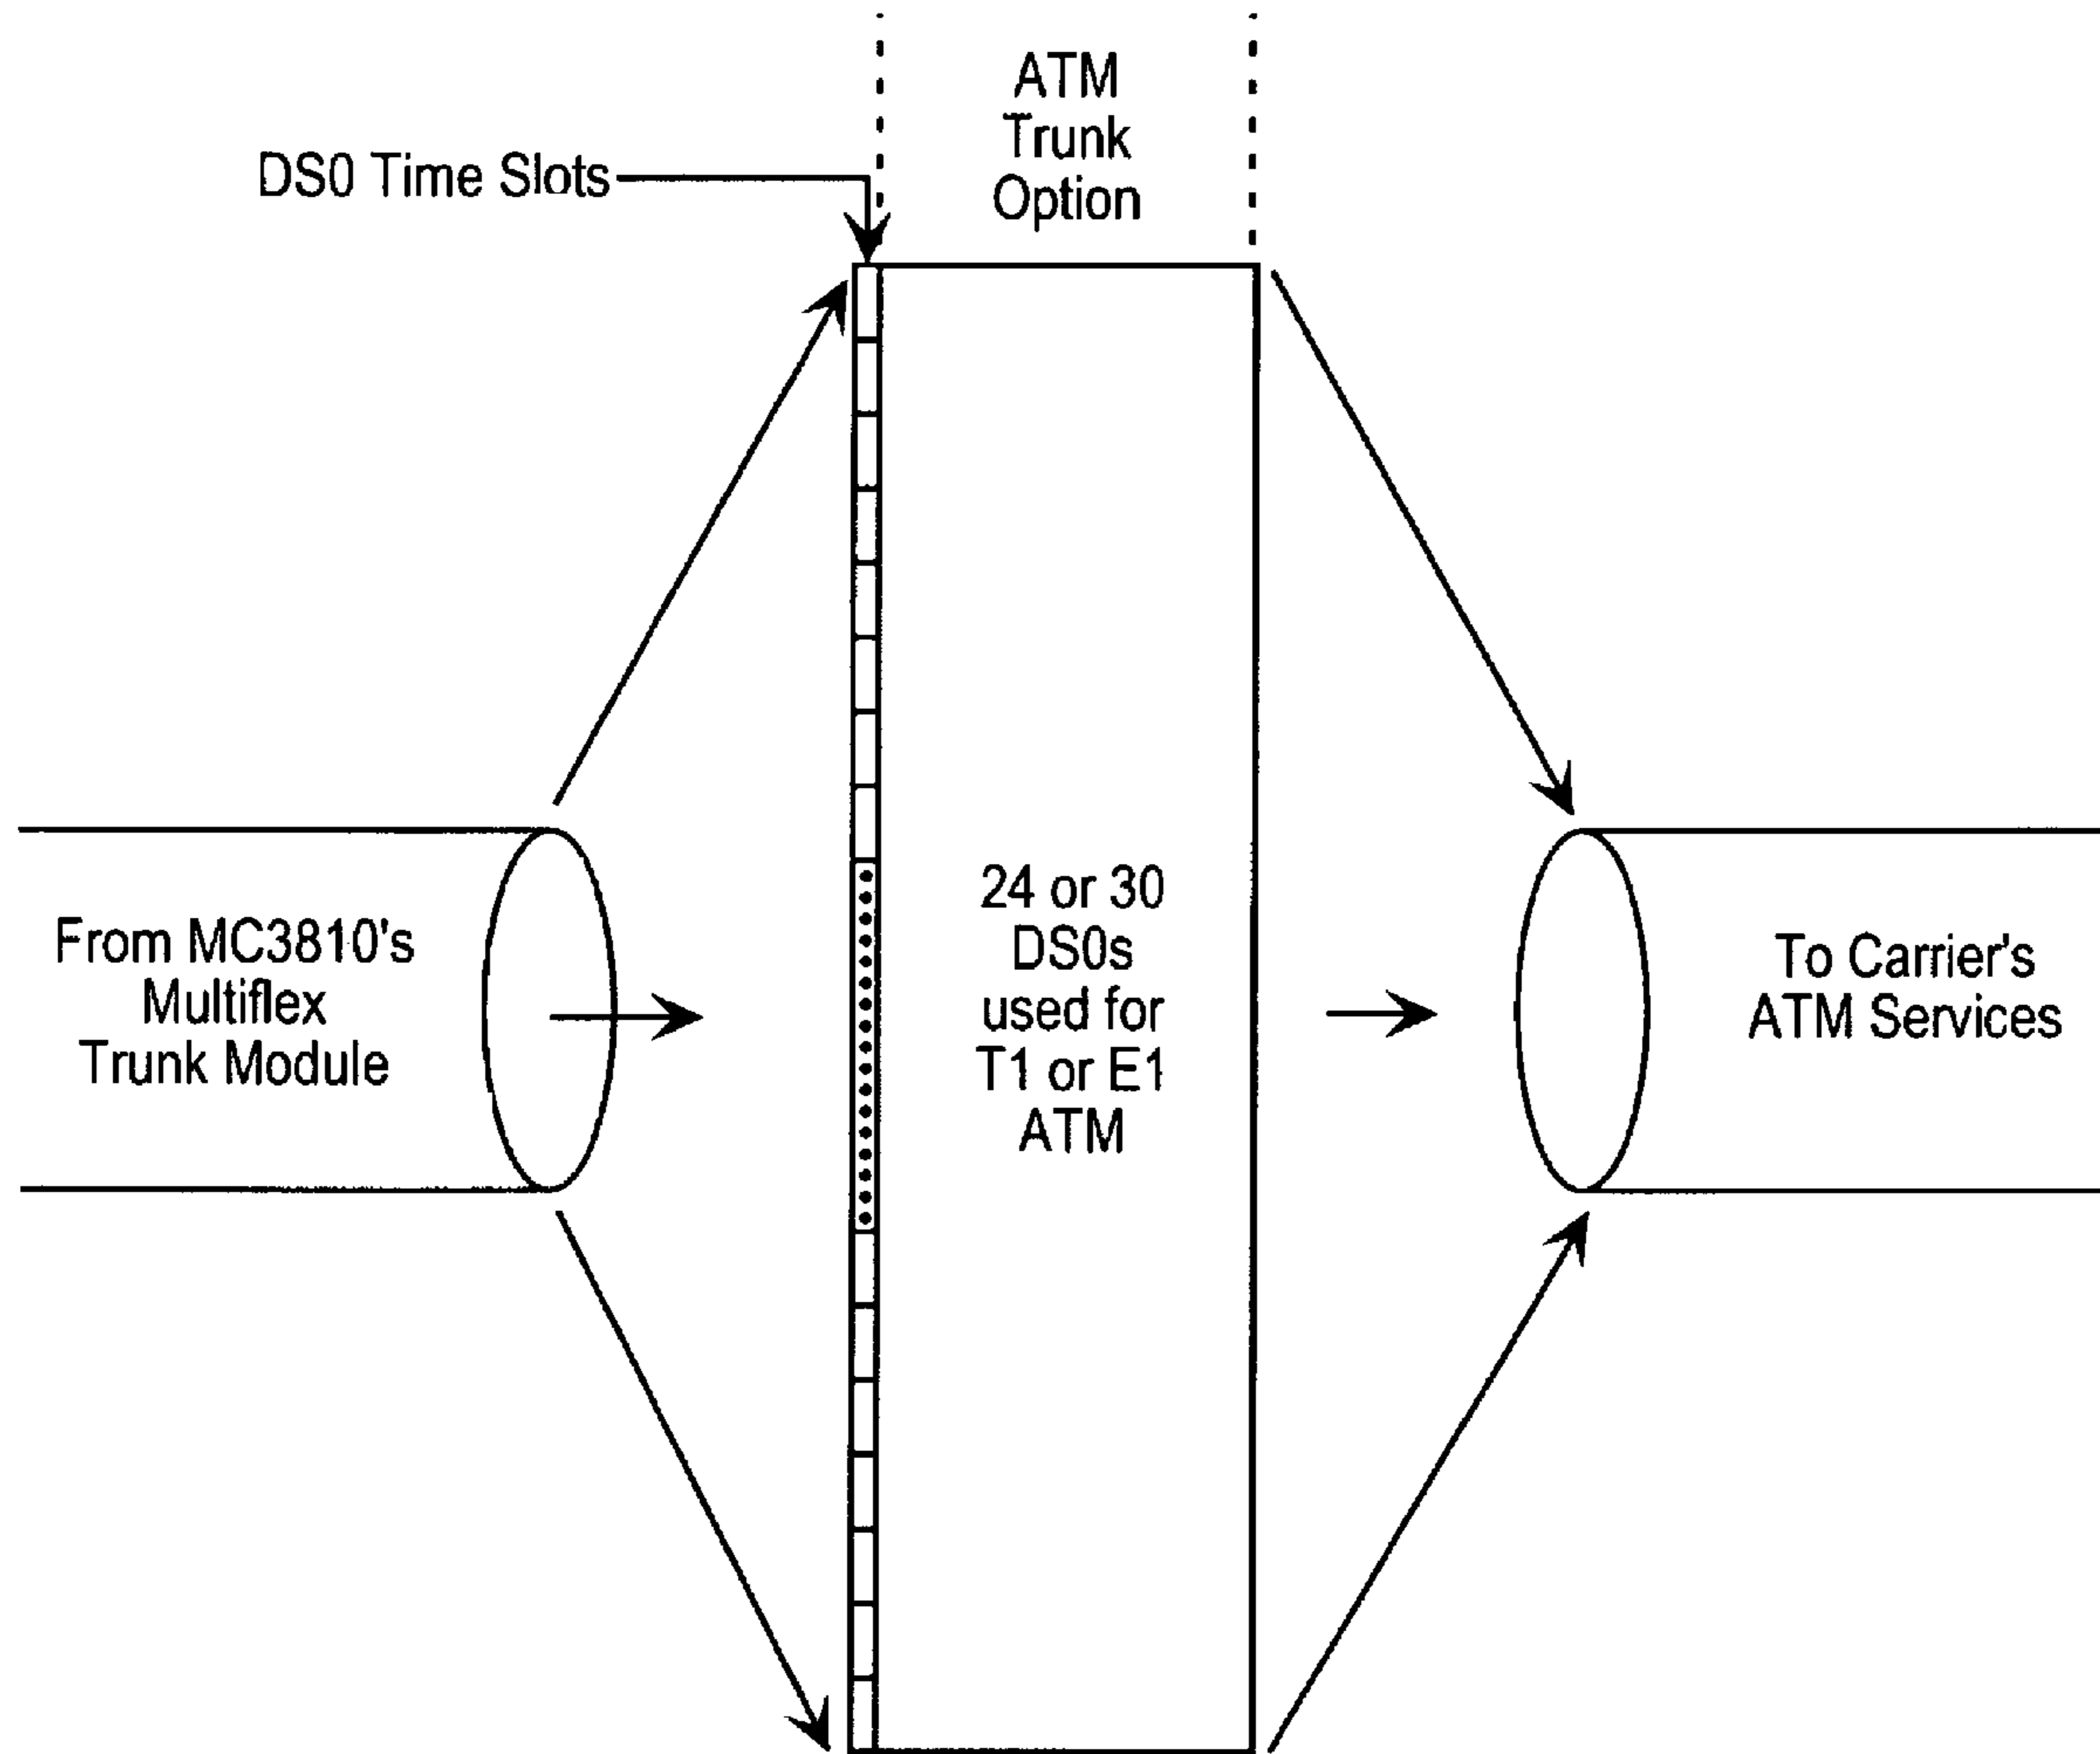 ATM
Trunk
Option
DS0 Time Slots
From MC3810's
Multiflex
Trunk Module
24 or 30
DS0s
used for
T1 or E1
ATM
To Carrier's
ATM Services